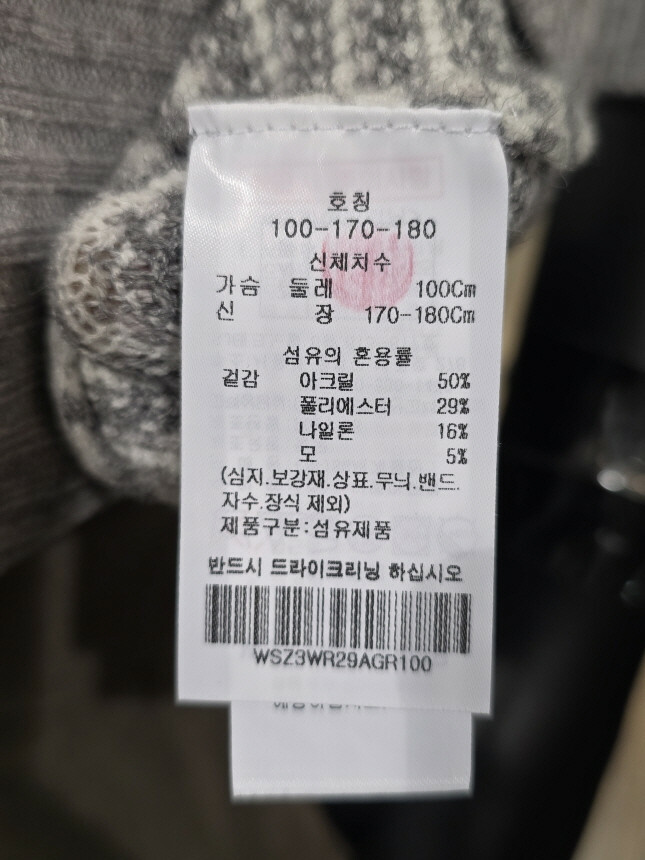 호칭
100-170-180
신체치수
가슴 둘레 100Cm
신 장 170-180Cm
섬유의 혼용률
겉감 아크릴 50%
폴리에스터 29%
나일론 16%
모 5%
(심지.보강재.상표.무늬.밴드.
자수.장식 제외)
제품구분:섬유제품
반드시 드라이크리닝 하십시오
WSZ3WR29AGR100